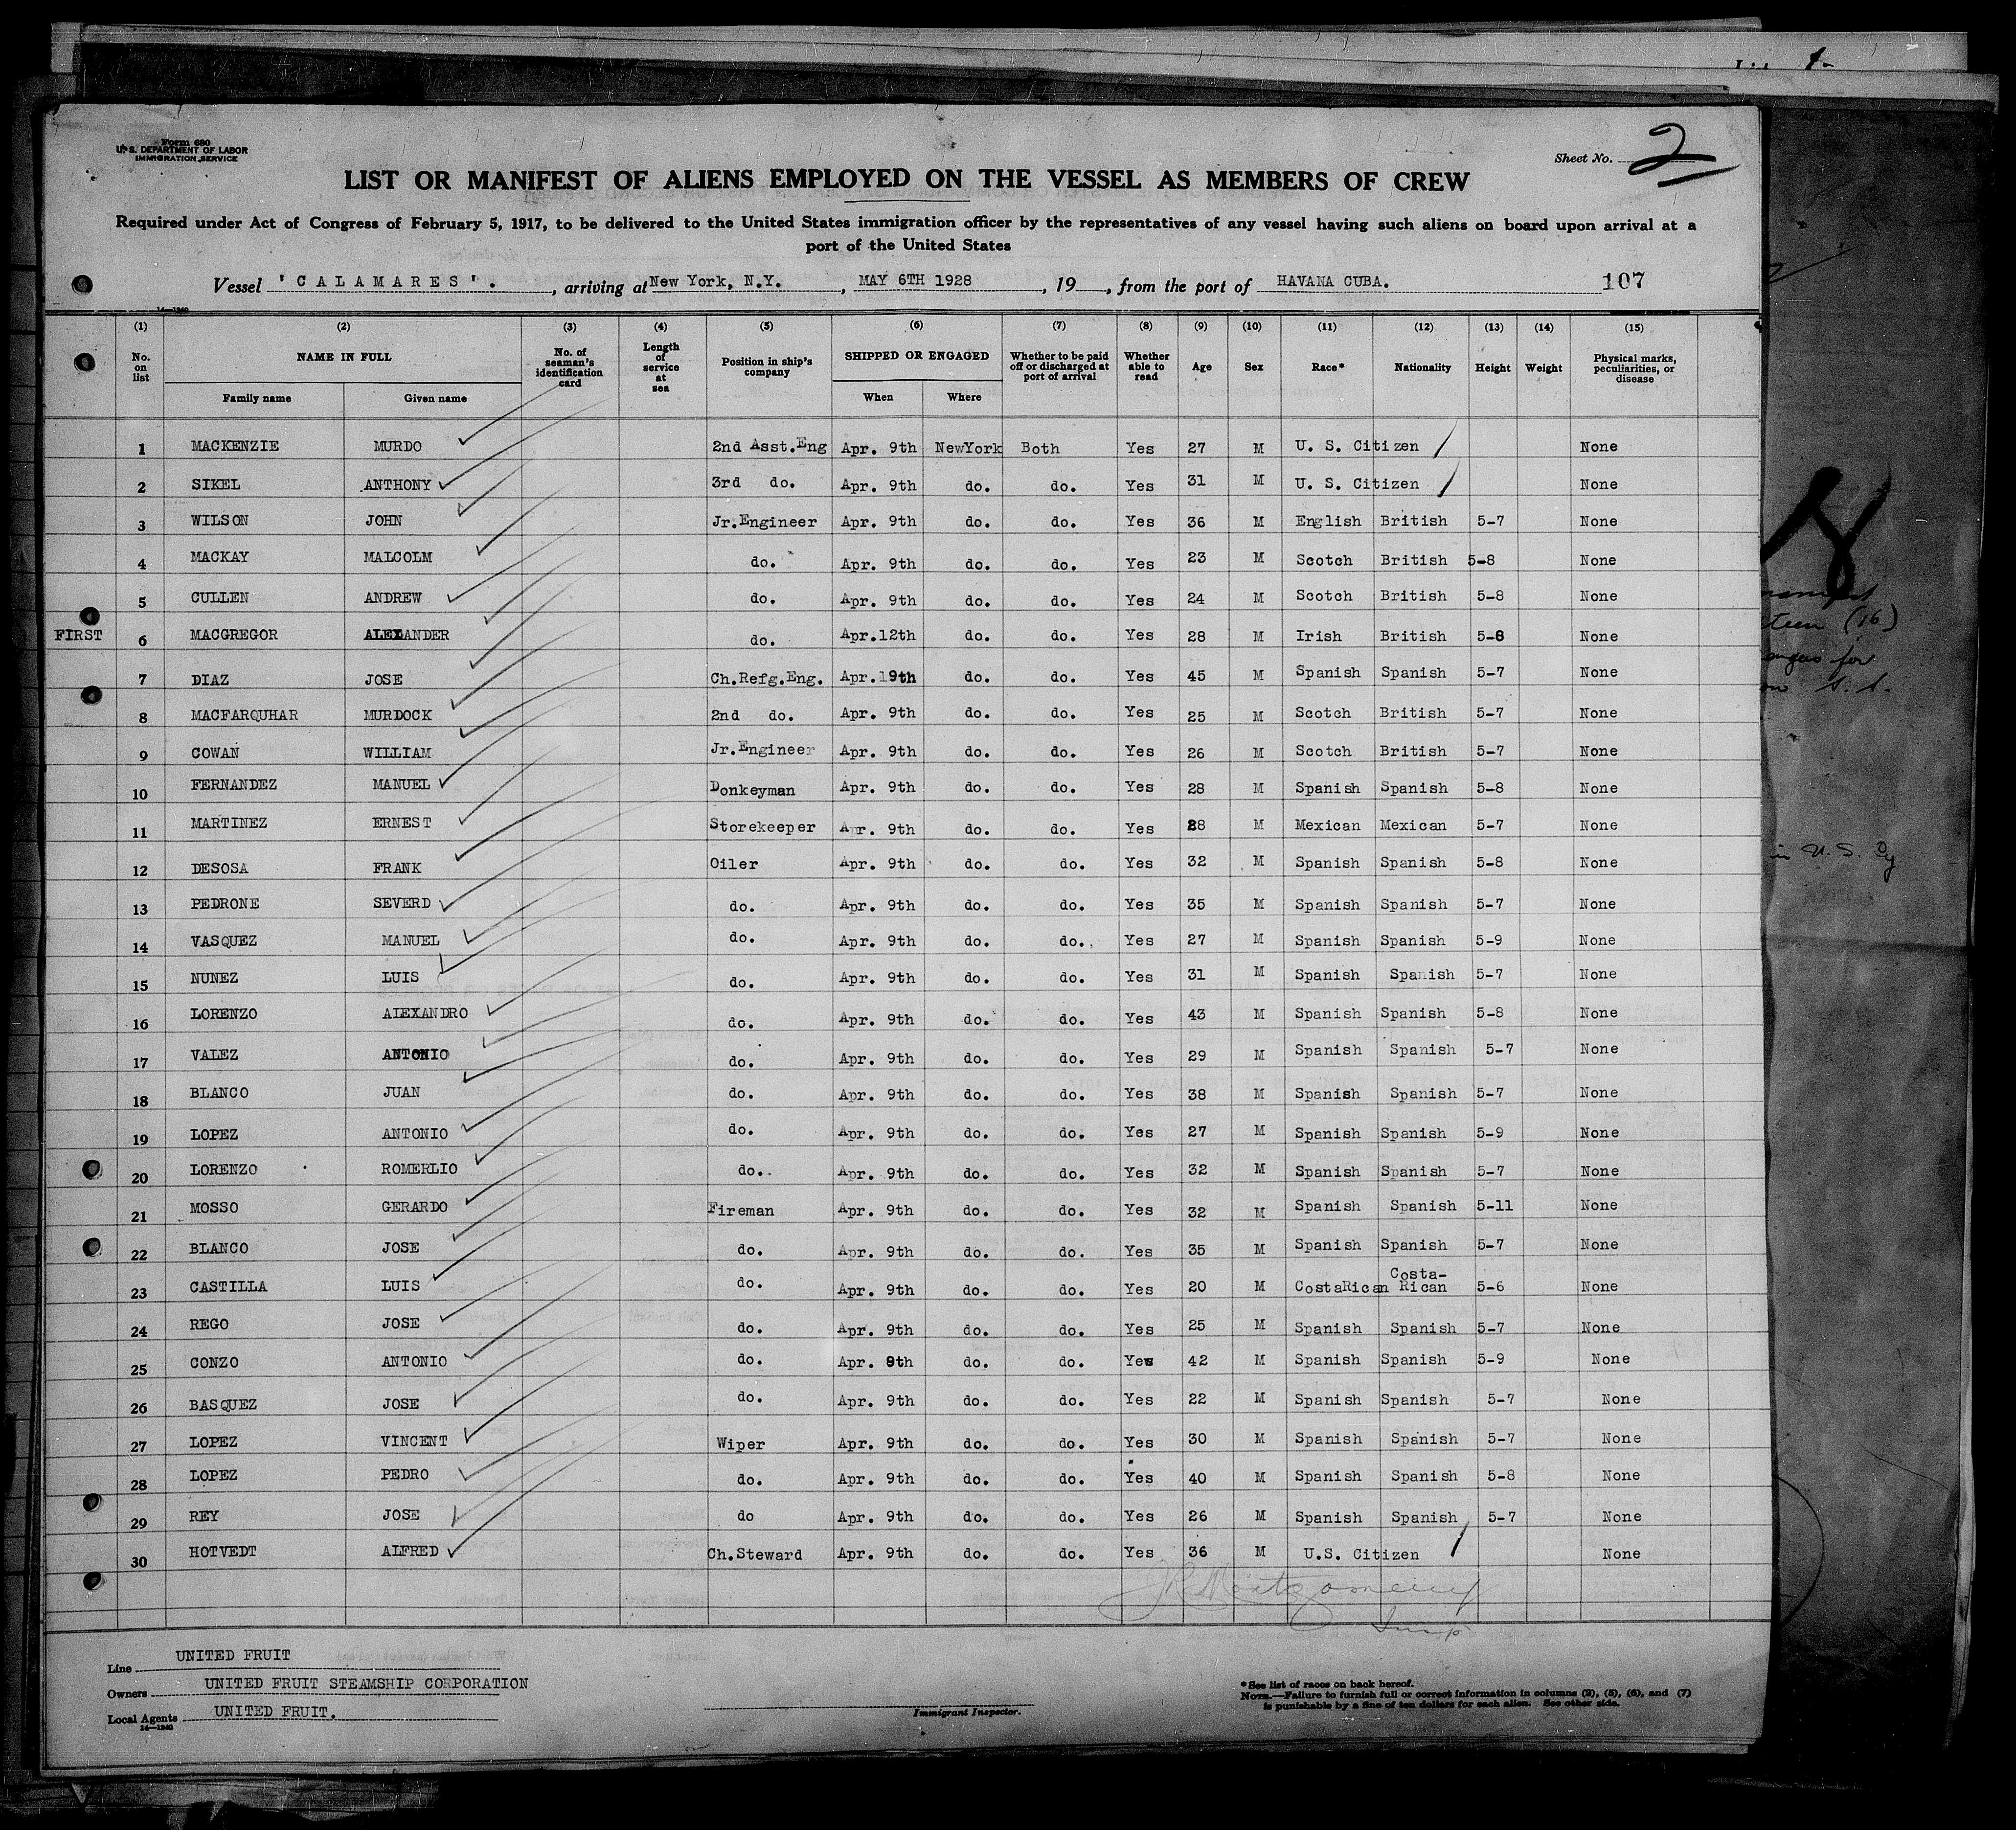 Form 680
U. S. DEPARTMENT OF LABOR
IMMIGRATION SERVICE
Sheet No. 2
LIST OR MANIFEST OF ALIENS EMPLOYED ON THE VESSEL AS MEMBERS OF CREW
Required under Act of Congress of February 5, 1917, to be delivered to the United States immigration officer by the representatives of any vessel having such aliens on board upon arrival at a
port of the United States
Vessel 'CALAMARES'. , arriving at New York, N.Y. , MAY 6TH 1928 , 19 , from the port of HAVANA CUBA. 107
14—1240
(1) (2) (3) (4) (5) (6) (7) (8) (9) (10) (11) (12) (13) (14) (15)
No. on list NAME IN FULL Family name Given name No. of seaman's identification card Length of service at sea Position in ship's company SHIPPED OR ENGAGED When Where Whether to be paid off or discharged at port of arrival Whether able to read Age Sex Race* Nationality Height Weight Physical marks, peculiarities, or disease
1 MACKENZIE MURDO 2nd Asst.Eng Apr. 9th NewYork Both Yes 27 M U. S. Citizen None
2 SIKEL ANTHONY 3rd do. Apr. 9th do. do. Yes 31 M U. S. Citizen None
3 WILSON JOHN Jr.Engineer Apr. 9th do. do. Yes 36 M English British 5-7 None
4 MACKAY MALCOLM do. Apr. 9th do. do. Yes 23 M Scotch British 5-8 None
5 CULLEN ANDREW do. Apr. 9th do. do. Yes 24 M Scotch British 5-8 None
FIRST 6 MACGREGOR ALEXANDER do. Apr.12th do. do. Yes 28 M Irish British 5-8 None
7 DIAZ JOSE Ch.Refg.Eng. Apr.19th do. do. Yes 45 M Spanish Spanish 5-7 None
8 MACFARQUHAR MURDOCK 2nd do. Apr. 9th do. do. Yes 25 M Scotch British 5-7 None
9 COWAN WILLIAM Jr.Engineer Apr. 9th do. do. Yes 26 M Scotch British 5-7 None
10 FERNANDEZ MANUEL Donkeyman Apr. 9th do. do. Yes 28 M Spanish Spanish 5-8 None
11 MARTINEZ ERNEST Storekeeper Apr. 9th do. do. Yes 28 M Mexican Mexican 5-7 None
12 DESOSA FRANK Oiler Apr. 9th do. do. Yes 32 M Spanish Spanish 5-8 None
13 PEDRONE SEVERD do. Apr. 9th do. do. Yes 35 M Spanish Spanish 5-7 None
14 VASQUEZ MANUEL do. Apr. 9th do. do. Yes 27 M Spanish Spanish 5-9 None
15 NUNEZ LUIS do. Apr. 9th do. do. Yes 31 M Spanish Spanish 5-7 None
16 LORENZO ALEXANDRO do. Apr. 9th do. do. Yes 43 M Spanish Spanish 5-8 None
17 VALEZ ANTONIO do. Apr. 9th do. do. Yes 29 M Spanish Spanish 5-7 None
18 BLANCO JUAN do. Apr. 9th do. do. Yes 38 M Spanish Spanish 5-7 None
19 LOPEZ ANTONIO do. Apr. 9th do. do. Yes 27 M Spanish Spanish 5-9 None
20 LORENZO ROMERLIO do. Apr. 9th do. do. Yes 32 M Spanish Spanish 5-7 None
21 MOSSO GERARDO Fireman Apr. 9th do. do. Yes 32 M Spanish Spanish 5-11 None
22 BLANCO JOSE do. Apr. 9th do. do. Yes 35 M Spanish Spanish 5-7 None
23 CASTILLA LUIS do. Apr. 9th do. do. Yes 20 M CostaRican Costa-Rican 5-6 None
24 REGO JOSE do. Apr. 9th do. do. Yes 25 M Spanish Spanish 5-7 None
25 CONZO ANTONIO do. Apr. 9th do. do. Yes 42 M Spanish Spanish 5-9 None
26 BASQUEZ JOSE do. Apr. 9th do. do. Yes 22 M Spanish Spanish 5-7 None
27 LOPEZ VINCENT Wiper Apr. 9th do. do. Yes 30 M Spanish Spanish 5-7 None
28 LOPEZ PEDRO do. Apr. 9th do. do. Yes 40 M Spanish Spanish 5-8 None
29 REY JOSE do Apr. 9th do. do. Yes 26 M Spanish Spanish 5-7 None
30 HOTVEDT ALFRED Ch.Steward Apr. 9th do. do. Yes 36 M U.S. Citizen None
Montgomery
Insp
Line UNITED FRUIT
Owners UNITED FRUIT STEAMSHIP CORPORATION
Local Agents UNITED FRUIT.
14—1240
Immigrant Inspector.
* See list of races on back hereof.
NOTE.—Failure to furnish full or correct information in columns (2), (5), (6), and (7)
is punishable by a fine of ten dollars for each alien. See other side.
(16)
for
in U. S.